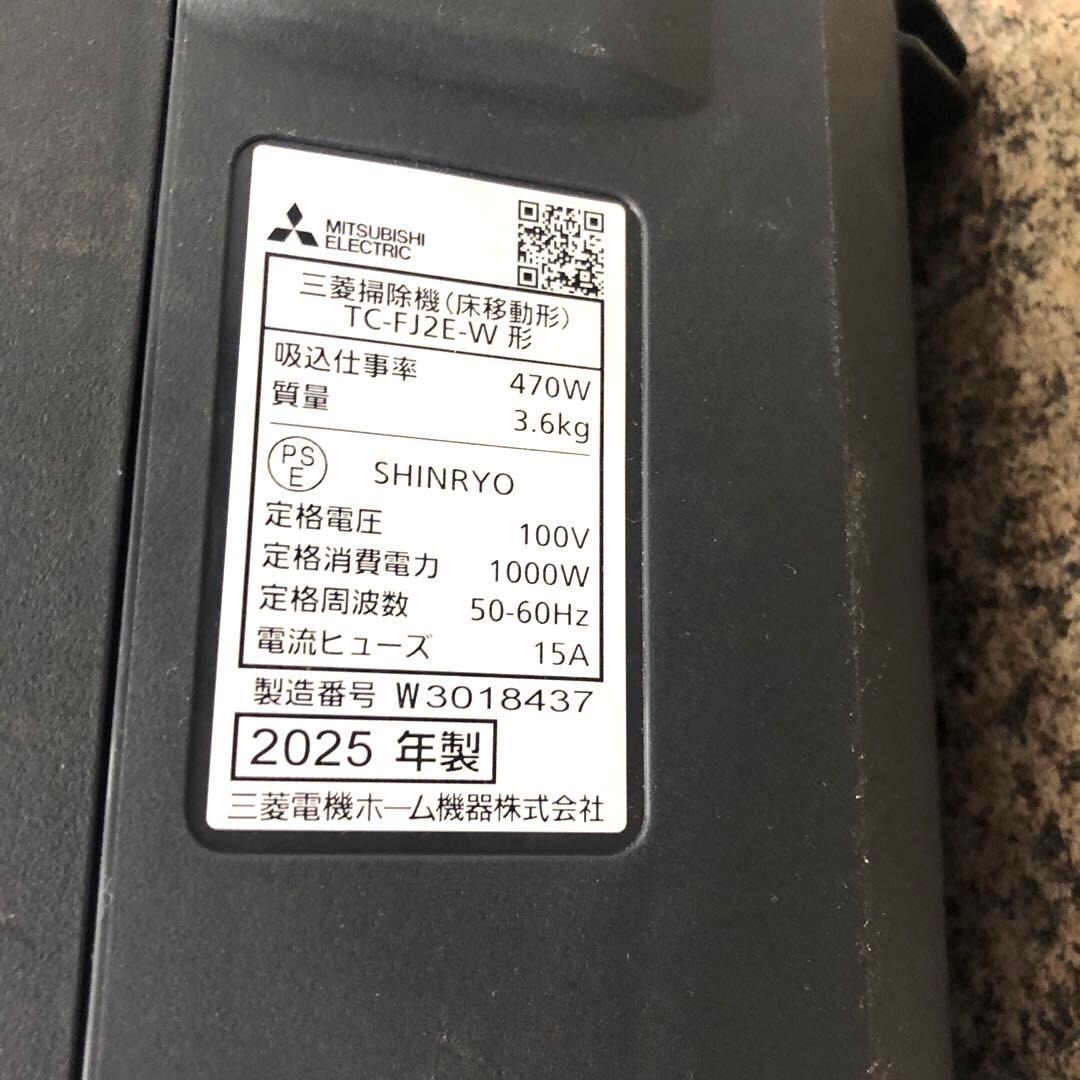 MITSUBISHI
ELECTRIC
三菱掃除機(床移動形)
TC-FJ2E-W 形
吸込仕事率 470W
質量 3.6kg
PS
E
SHINRYO
定格電圧 100V
定格消費電力 1000W
定格周波数 50-60Hz
電流ヒューズ 15A
製造番号 W3018437
2025 年製
三菱電機ホーム機器株式会社